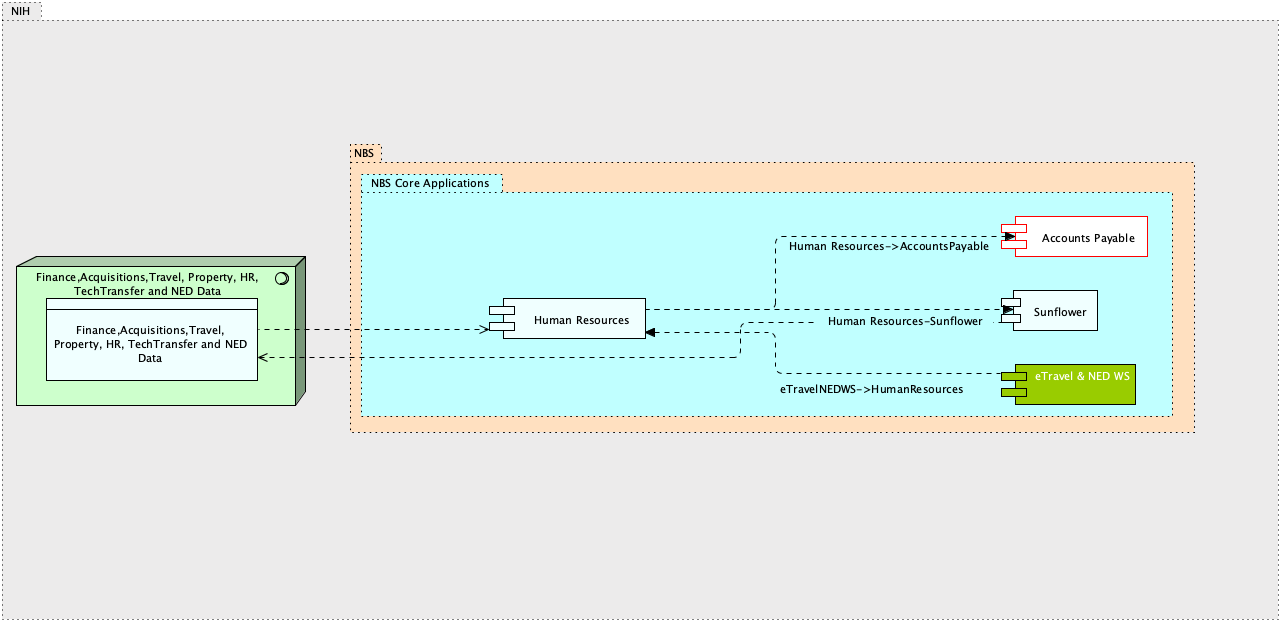 NIH
NBS
NBS Core Applications
Accounts Payable
Human Resources->AccountsPayable
Finance,Acquisitions,Travel, Property, HR,
TechTransfer and NED Data
Finance,Acquisitions,Travel,
Property, HR, TechTransfer and NED
Data
Human Resources
Sunflower
Human Resources-Sunflower
eTravel & NED WS
eTravelNEDWS->HumanResources